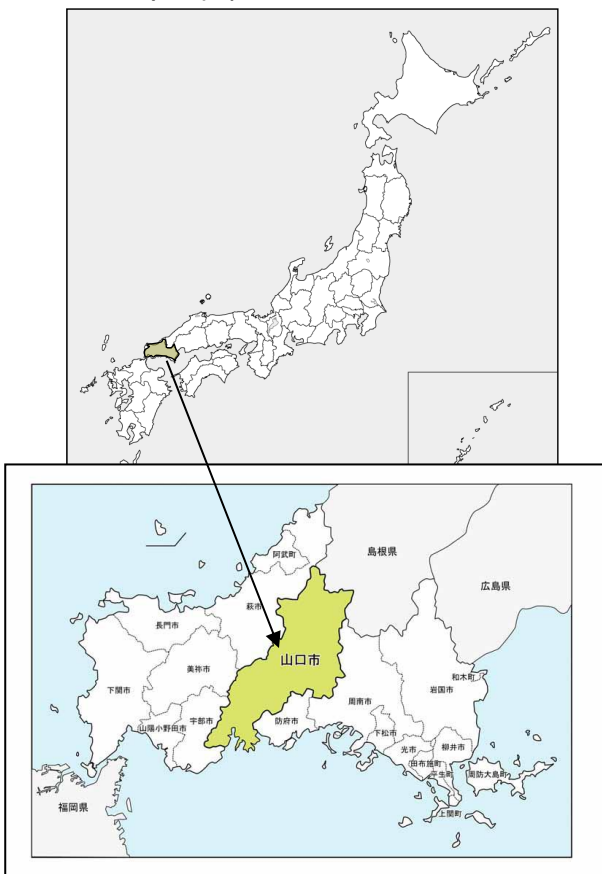 阿武町
島根県
広島県
萩市
長門市
山口市
美祢市
和木町
下関市
岩国市
周南市
宇部市
防府市
山陽小野田市
下松市
光市
柳井市
田布施町
平生町
周防大島町
福岡県
上関町